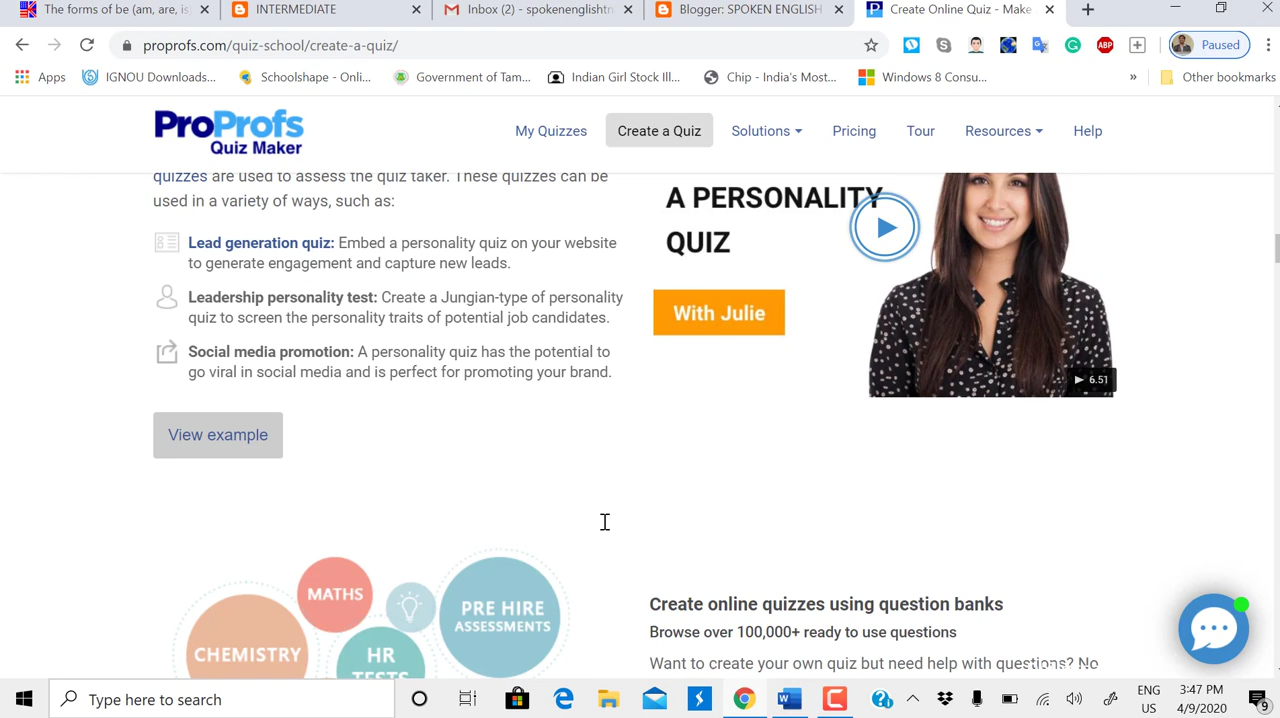 The forms of be (am, are, is.
INTERMEDIATE
Inbox (2) - spokenenglishtr
Blogger: SPOKEN ENGLISH
Create Online Quiz - Make
proprofs.com/quiz-school/create-a-quiz/
ABP
Paused
Apps
IGNOU Downloads...
Schoolshape - Onli...
Government of Tam...
Indian Girl Stock Ill...
Chip - India's Most...
Windows 8 Consu...
»
Other bookmarks
ProProfs
Quiz Maker
My Quizzes
Create a Quiz
Solutions
Pricing
Tour
Resources
Help
quizzes are used to assess the quiz taker. These quizzes can be
used in a variety of ways, such as:
Lead generation quiz: Embed a personality quiz on your website
to generate engagement and capture new leads.
Leadership personality test: Create a Jungian-type of personality
quiz to screen the personality traits of potential job candidates.
Social media promotion: A personality quiz has the potential to
go viral in social media and is perfect for promoting your brand.
View example
A PERSONALITY
QUIZ
With Julie
6.51
MATHS
PRE HIRE
ASSESSMENTS
CHEMISTRY
HR
TESTS
Create online quizzes using question banks
Browse over 100,000+ ready to use questions
Want to create your own quiz but need help with questions? No
Type here to search
ENG
US
3:47 PM
4/9/2020
9